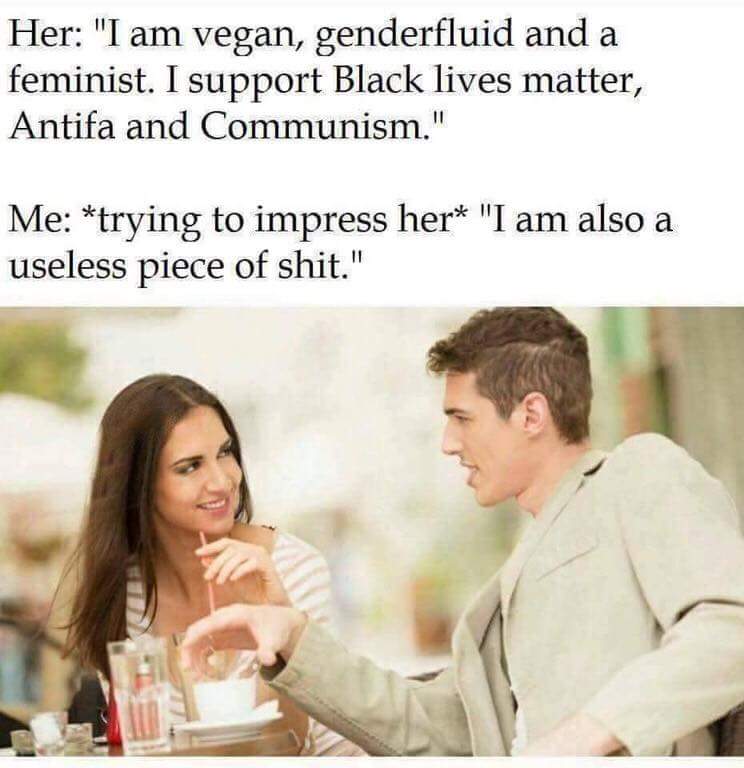 Her: "I am vegan, genderfluid and a
feminist. I support Black lives matter,
Antifa and Communism."
Me: *trying to impress her* "I am also a
useless piece of shit."